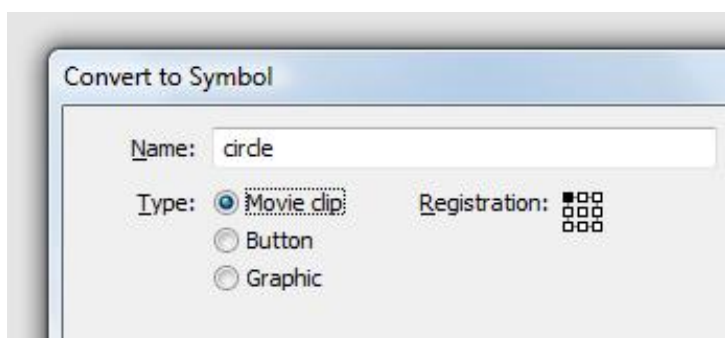 Convert to Symbol
Name: circle
Type: Movie clip Registration:
Button
Graphic